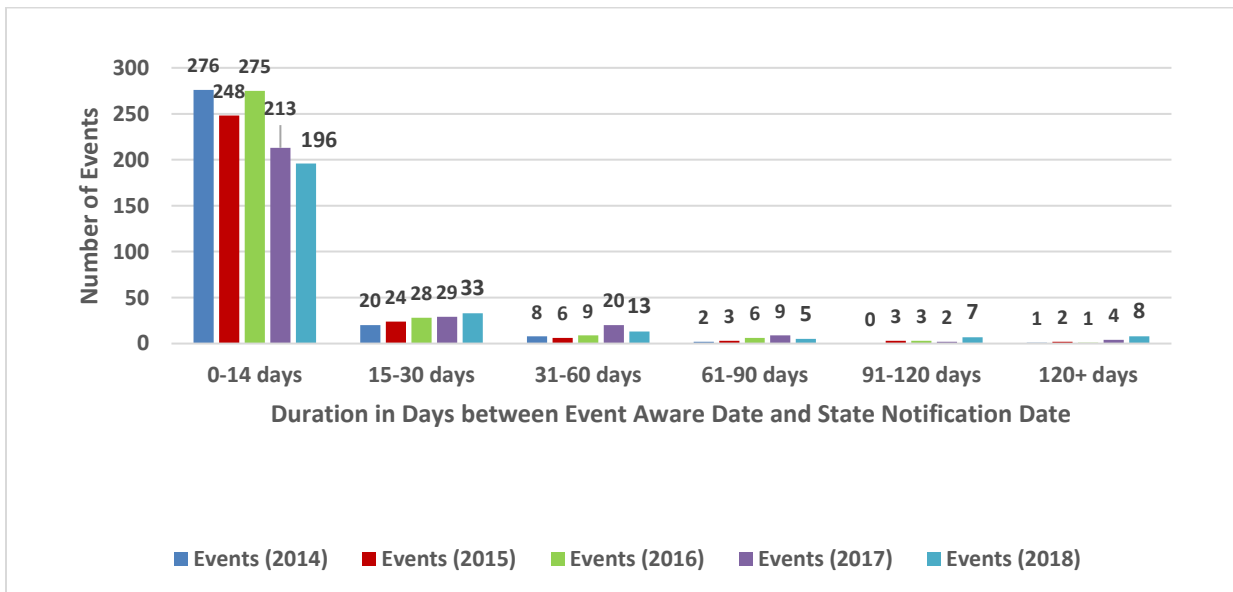 276 248 275 213 196
300
250
200
150
100
50
0
20 24 28 29 33
8 6 9 20 13
2 3 6 9 5
0 3 3 2 7
1 2 1 4 8
Number of Events
0-14 days 15-30 days 31-60 days 61-90 days 91-120 days 120+ days
Duration in Days between Event Aware Date and State Notification Date
Events (2014) Events (2015) Events (2016) Events (2017) Events (2018)